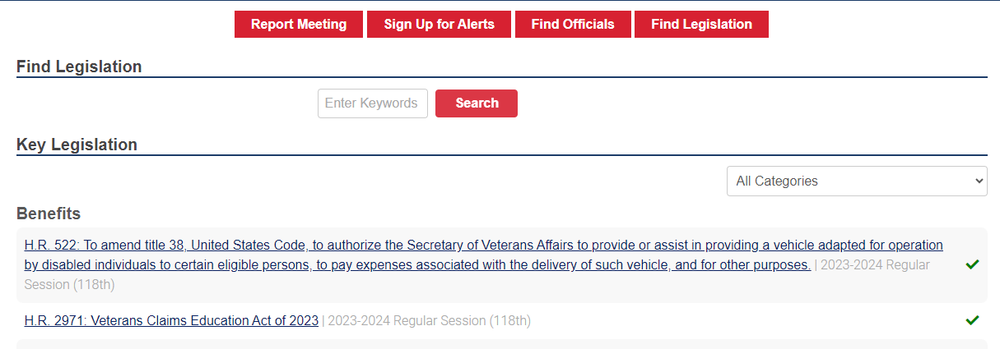 Report Meeting Sign Up for Alerts Find Officials Find Legislation
Find Legislation
Enter Keywords Search
Key Legislation
All Categories
Benefits
H.R. 522: To amend title 38, United States Code, to authorize the Secretary of Veterans Affairs to provide or assist in providing a vehicle adapted for operation
by disabled individuals to certain eligible persons, to pay expenses associated with the delivery of such vehicle, and for other purposes. | 2023-2024 Regular
Session (118th)
H.R. 2971: Veterans Claims Education Act of 2023 | 2023-2024 Regular Session (118th)